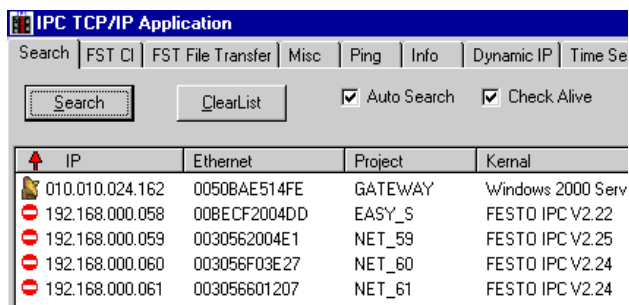 IPC TCP/IP Application
Search FST CI FST File Transfer Misc Ping Info Dynamic IP Time Se
Search ClearList Auto Search Check Alive
IP Ethernet Project Kernal
010.010.024.162 0050BAE514FE GATEWAY Windows 2000 Serv
192.168.000.058 00BECF2004DD EASY_S FESTO IPC V2.22
192.168.000.059 0030562004E1 NET_59 FESTO IPC V2.25
192.168.000.060 003056F03E27 NET_60 FESTO IPC V2.24
192.168.000.061 003056601207 NET_61 FESTO IPC V2.24